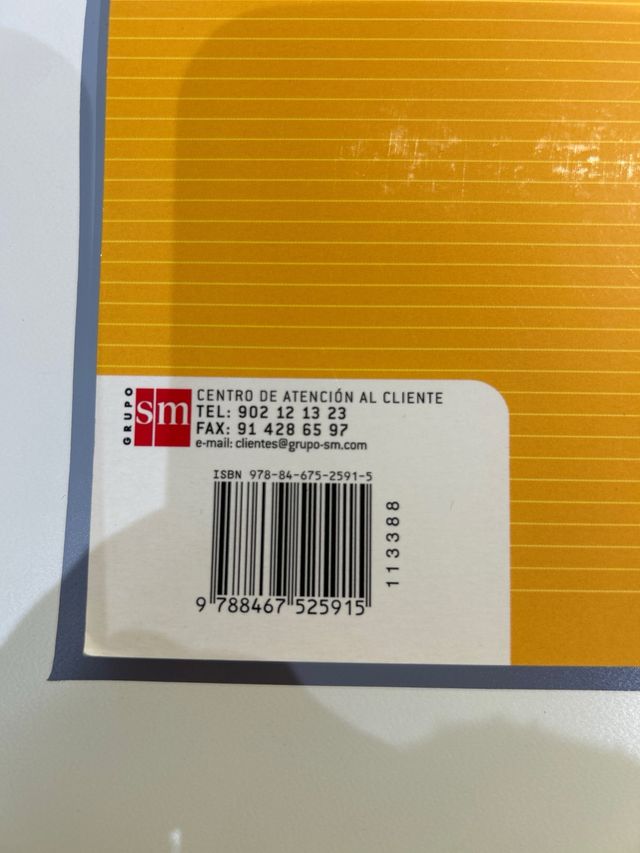 GRUPO
sm
CENTRO DE ATENCIÓN AL CLIENTE
TEL: 902 12 13 23
FAX: 91 428 65 97
e-mail: clientes@grupo-sm.com
ISBN 978-84-675-2591-5
113388
9 788467 525915